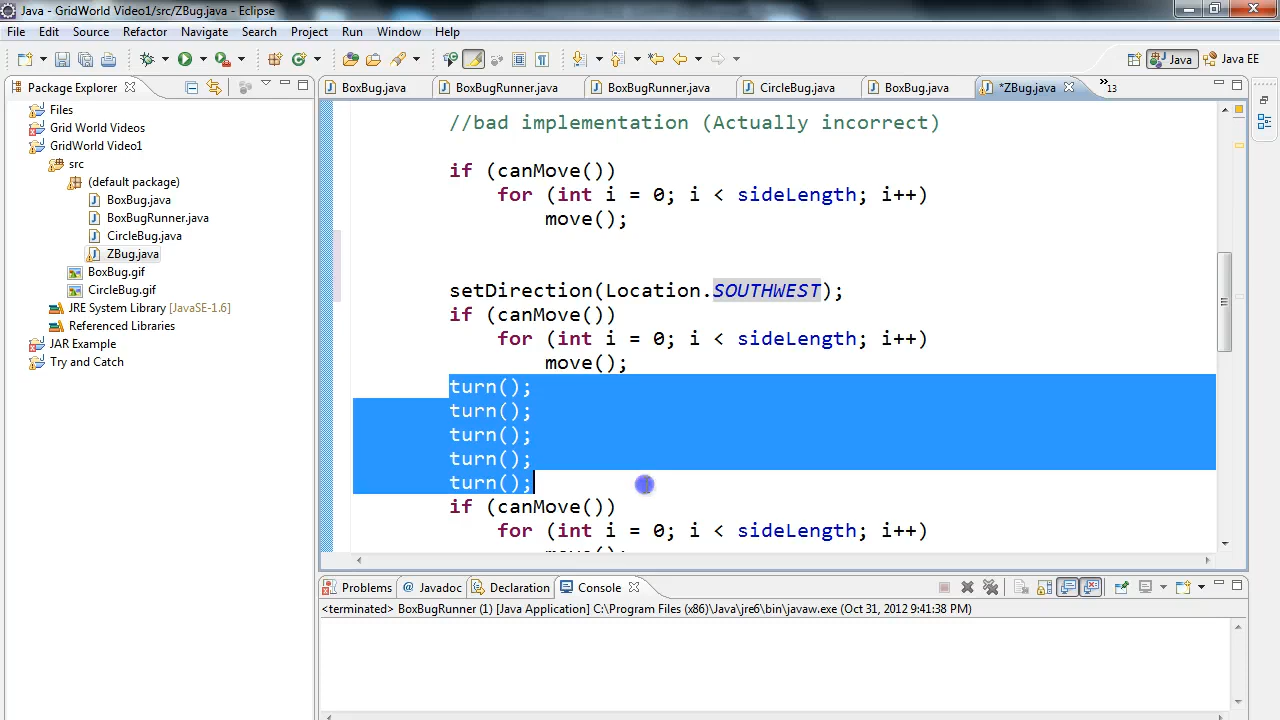 Java - GridWorld Video1/src/ZBug.java - Eclipse
File Edit Source Refactor Navigate Search Project Run Window Help
Java Java EE
Package Explorer
BoxBug.java BoxBugRunner.java BoxBugRunner.java CircleBug.java BoxBug.java *ZBug.java »13
Files
Grid World Videos
GridWorld Video1
src
(default package)
BoxBug.java
BoxBugRunner.java
CircleBug.java
ZBug.java
BoxBug.gif
CircleBug.gif
JRE System Library [JavaSE-1.6]
Referenced Libraries
JAR Example
Try and Catch
//bad implementation (Actually incorrect)
if (canMove())
for (int i = 0; i < sideLength; i++)
move();
setDirection(Location.SOUTHWEST);
if (canMove())
for (int i = 0; i < sideLength; i++)
move();
turn();
turn();
turn();
turn();
turn();
if (canMove())
for (int i = 0; i < sideLength; i++)
move();
Problems @ Javadoc Declaration Console
<terminated> BoxBugRunner (1) [Java Application] C:\Program Files (x86)\Java\jre6\bin\javaw.exe (Oct 31, 2012 9:41:38 PM)